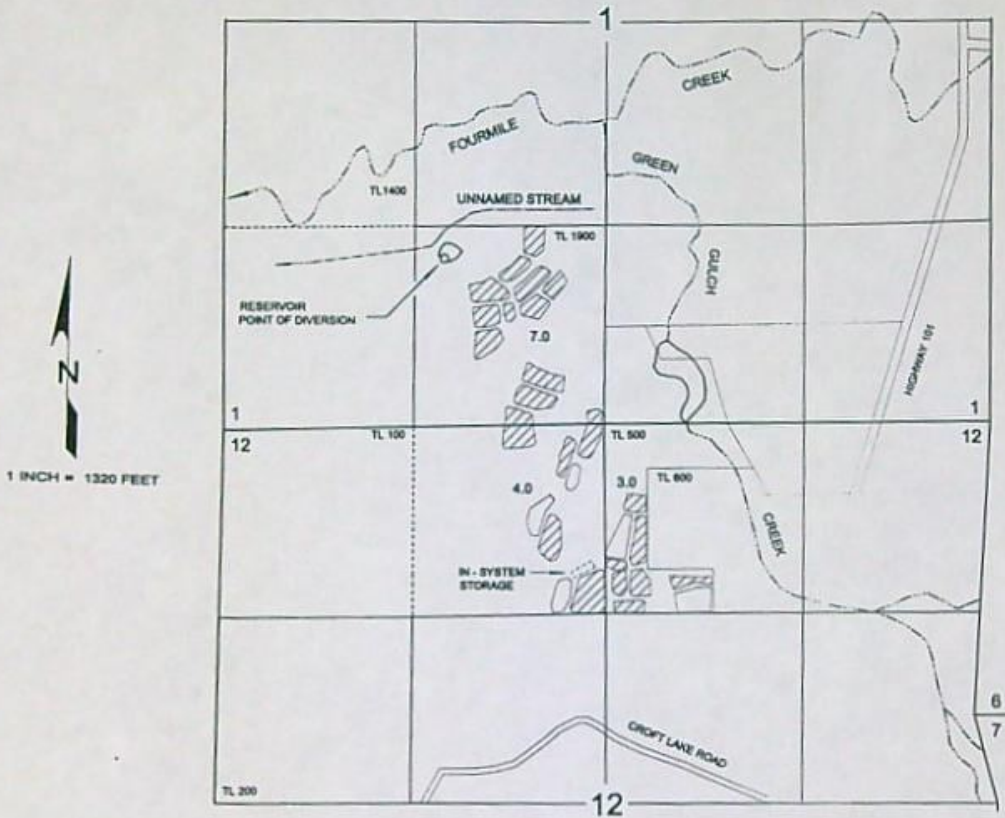 1
CREEK
FOURMILE
GREEN
TL1400
UNNAMED STREAM
TL 1900
GULCH
RESERVOIR
POINT OF DIVERSION
7.0
HIGHWAY 101
N
1
1
12
TL 100
TL 500
12
1 INCH = 1320 FEET
4.0
3.0
TL 600
CREEK
IN - SYSTEM
STORAGE
6
7
CROFT LAKE ROAD
TL 200
12